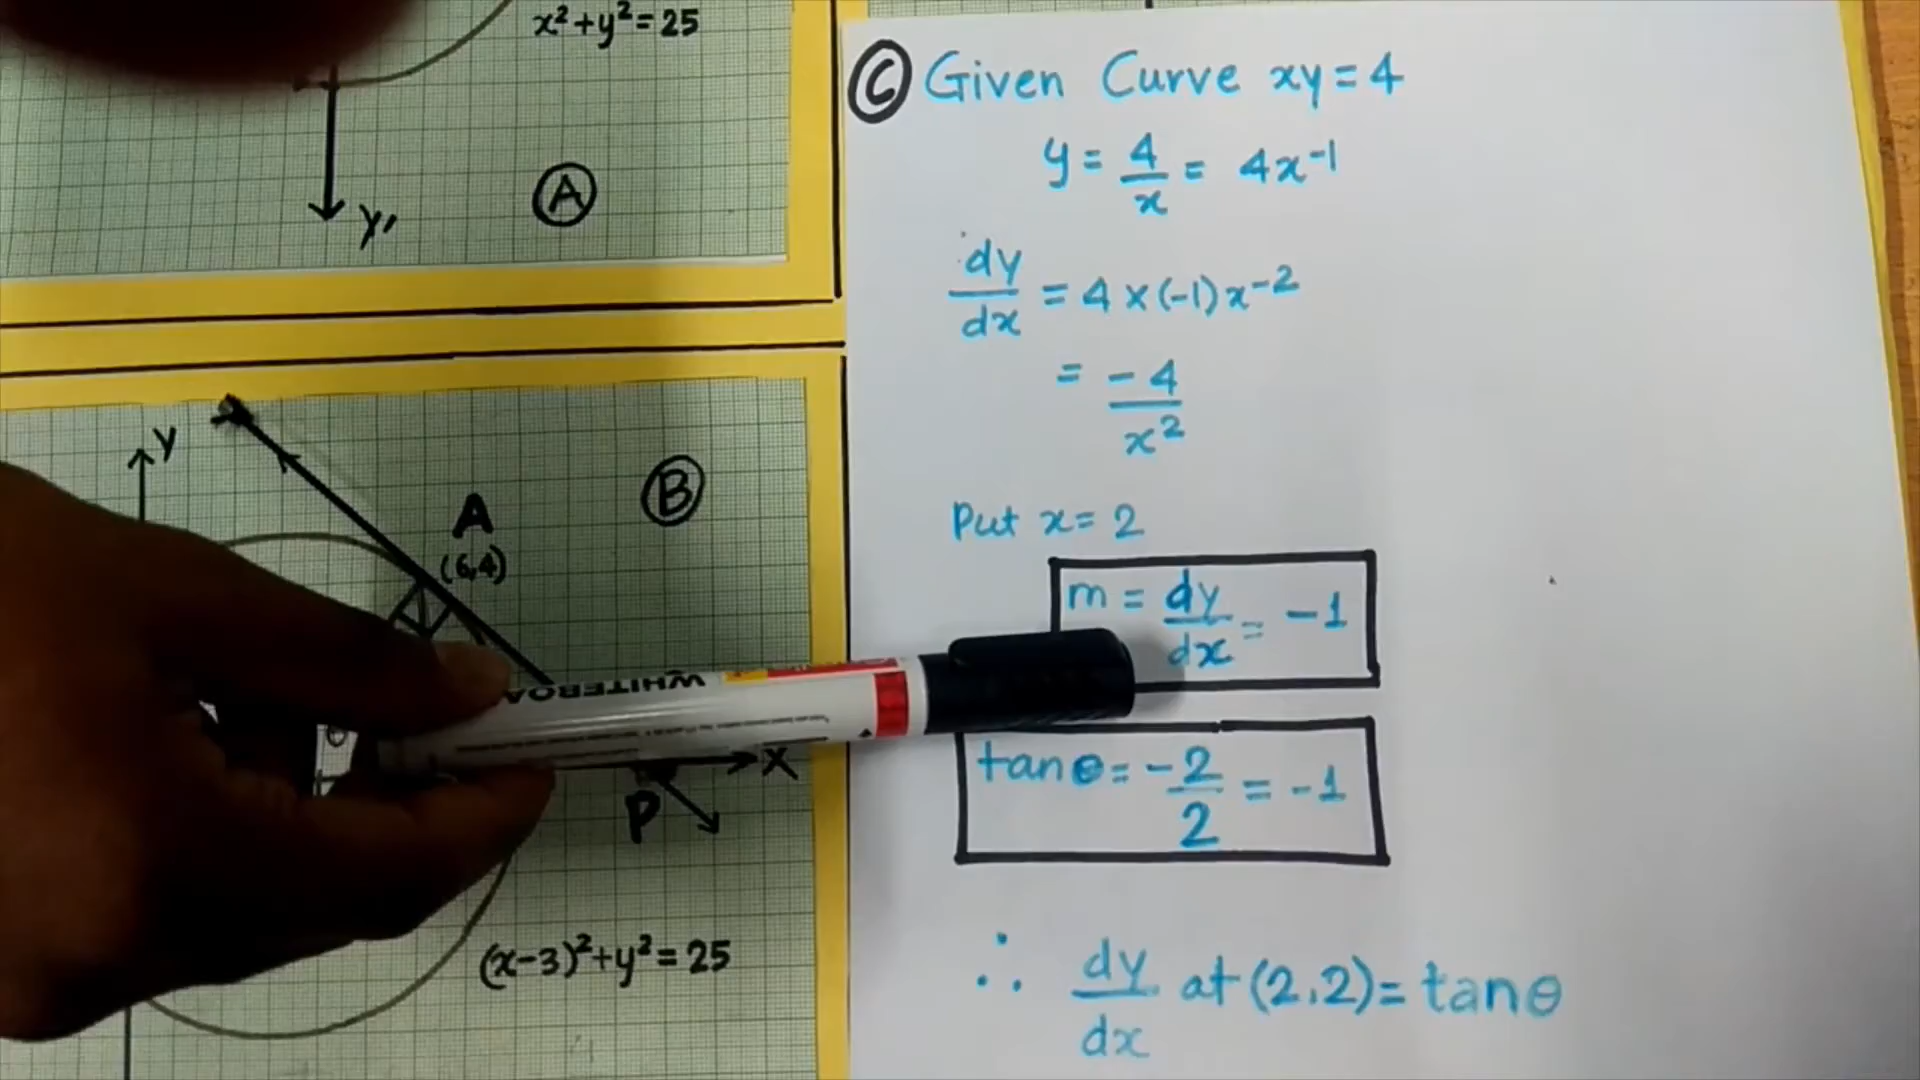 x²+y²=25
Y'
Ⓐ
Y
Ⓑ
A
(6,4)
X
P
(x-3)²+y²=25
WHITEBOA
Ⓒ Given Curve xy=4
y = 4/x = 4x⁻¹
dy/dx = 4×(-1)x⁻²
= -4/x²
Put x=2
m = dy/dx = -1
tanθ = -2/2 = -1
∴ dy/dx at (2,2) = tanθ